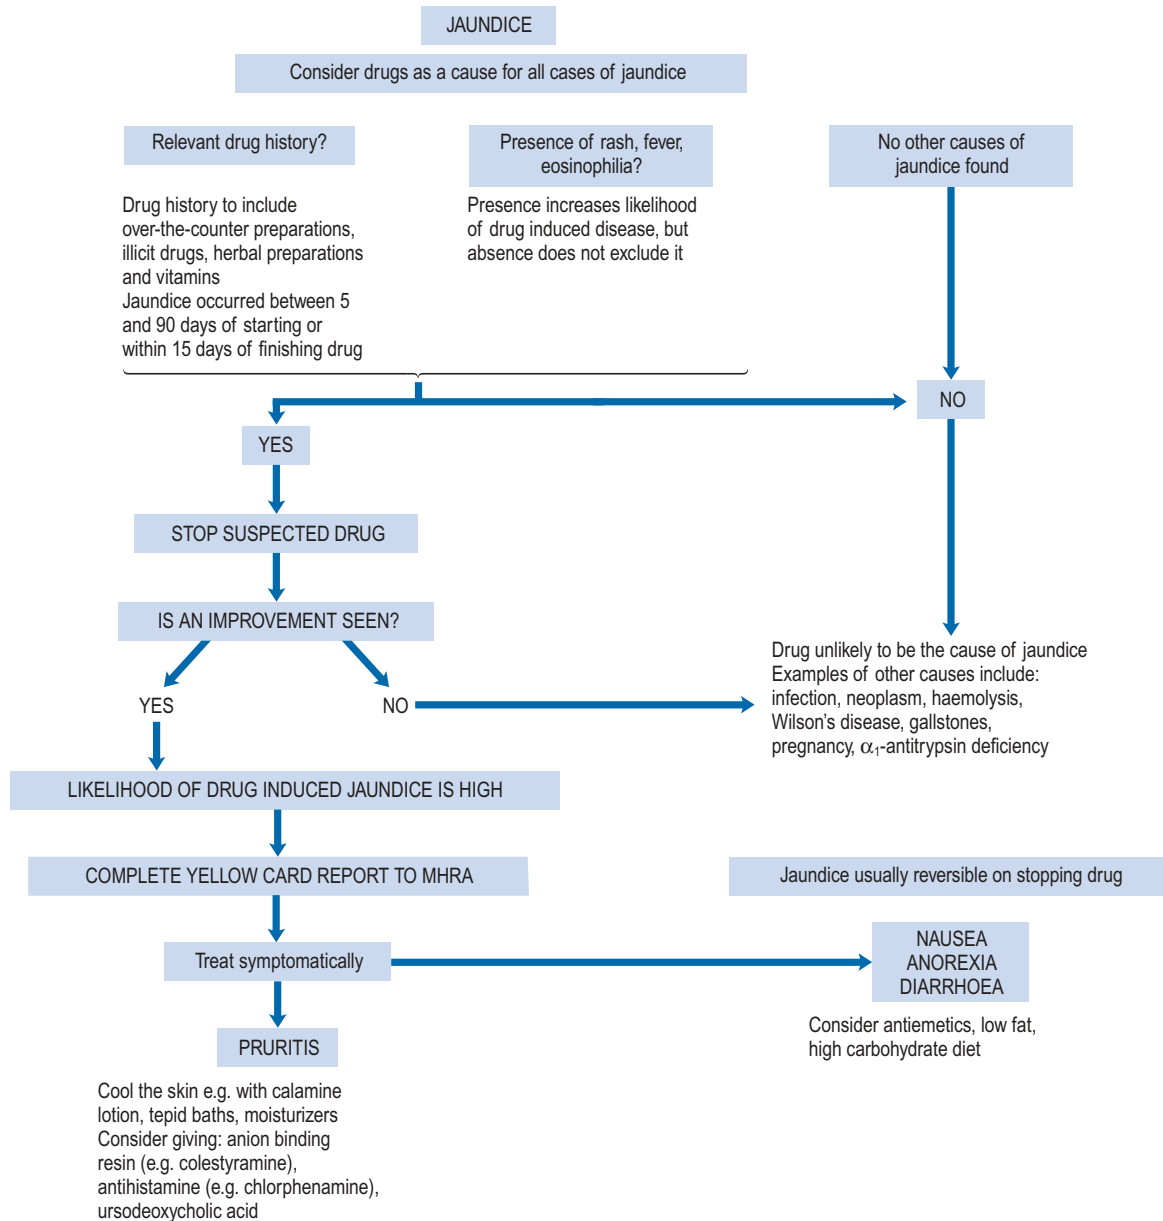 JAUNDICE
Consider drugs as a cause for all cases of jaundice
Relevant drug history?
Drug history to include
over-the-counter preparations,
illicit drugs, herbal preparations
and vitamins
Jaundice occurred between 5
and 90 days of starting or
within 15 days of finishing drug
Presence of rash, fever,
eosinophilia?
Presence increases likelihood
of drug induced disease, but
absence does not exclude it
No other causes of
jaundice found
NO
YES
STOP SUSPECTED DRUG
IS AN IMPROVEMENT SEEN?
YES
NO
Drug unlikely to be the cause of jaundice
Examples of other causes include:
infection, neoplasm, haemolysis,
Wilson's disease, gallstones,
pregnancy, α₁-antitrypsin deficiency
LIKELIHOOD OF DRUG INDUCED JAUNDICE IS HIGH
COMPLETE YELLOW CARD REPORT TO MHRA
Jaundice usually reversible on stopping drug
Treat symptomatically
NAUSEA
ANOREXIA
DIARRHOEA
Consider antiemetics, low fat,
high carbohydrate diet
PRURITIS
Cool the skin e.g. with calamine
lotion, tepid baths, moisturizers
Consider giving: anion binding
resin (e.g. colestyramine),
antihistamine (e.g. chlorphenamine),
ursodeoxycholic acid